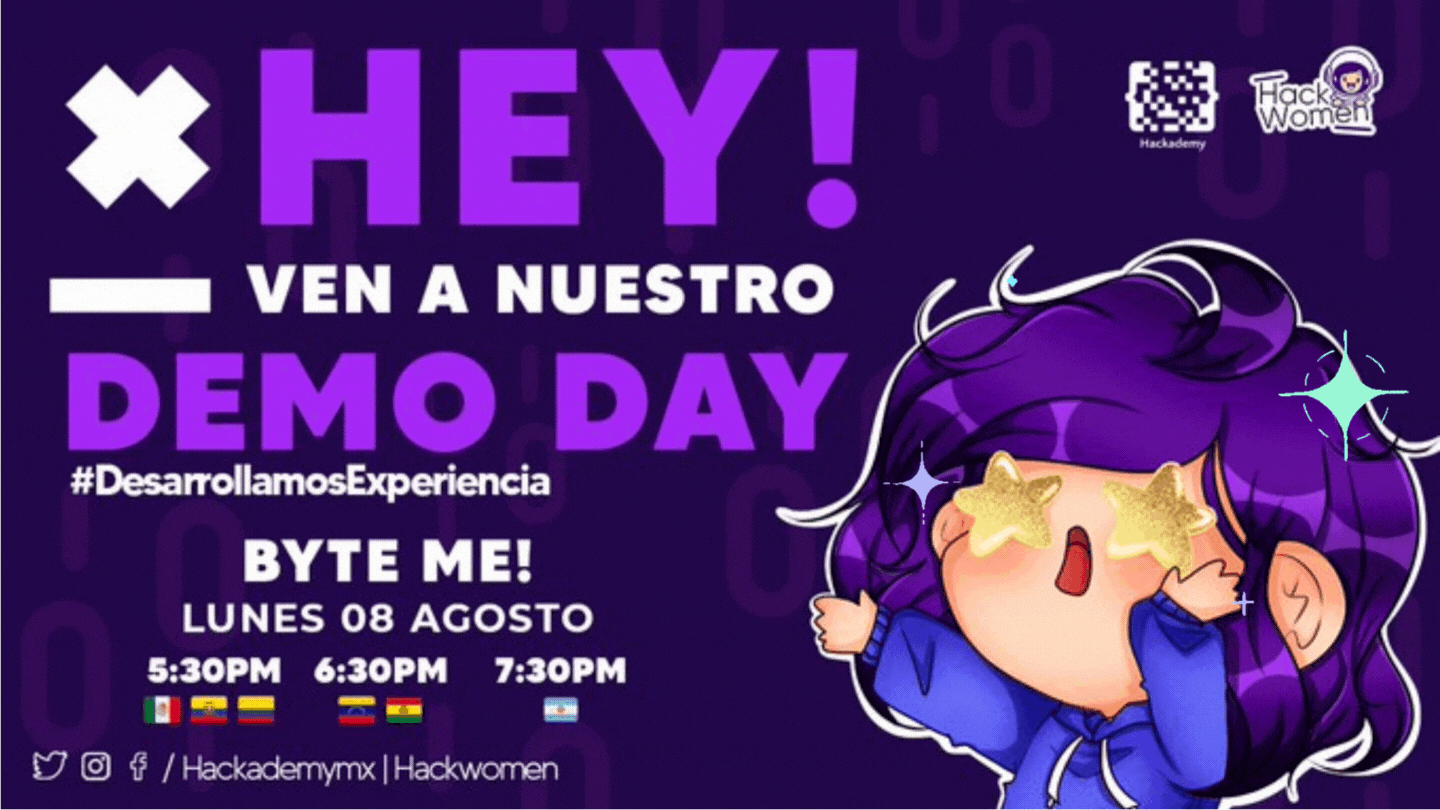 HEY!
VEN A NUESTRO
DEMO DAY
#DesarrollamosExperiencia
BYTE ME!
LUNES 08 AGOSTO
5:30PM 6:30PM 7:30PM
/ Hackademymx | Hackwomen
Hackademy
Hack
Women